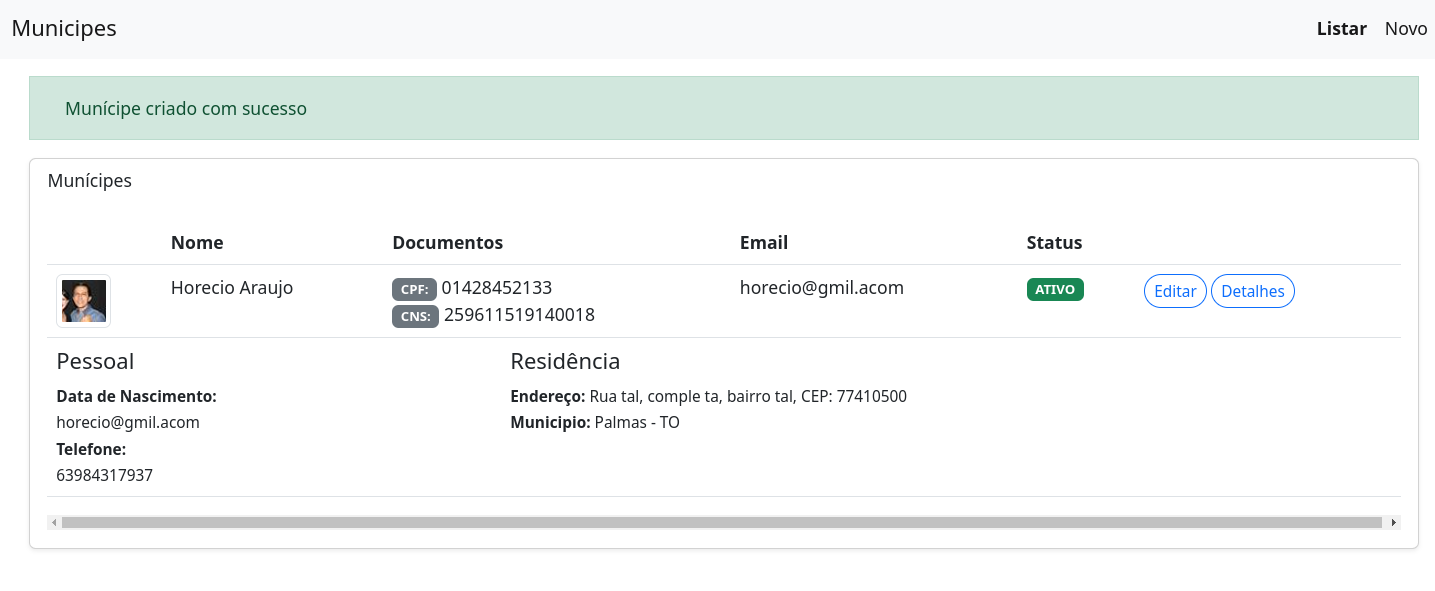 Municipes
Listar Novo
Munícipe criado com sucesso
Munícipes
Nome Documentos Email Status
Horecio Araujo CPF: 01428452133 horecio@gmil.acom ATIVO Editar Detalhes
CNS: 259611519140018
Pessoal Residência
Data de Nascimento: Endereço: Rua tal, comple ta, bairro tal, CEP: 77410500
horecio@gmil.acom Municipio: Palmas - TO
Telefone:
63984317937